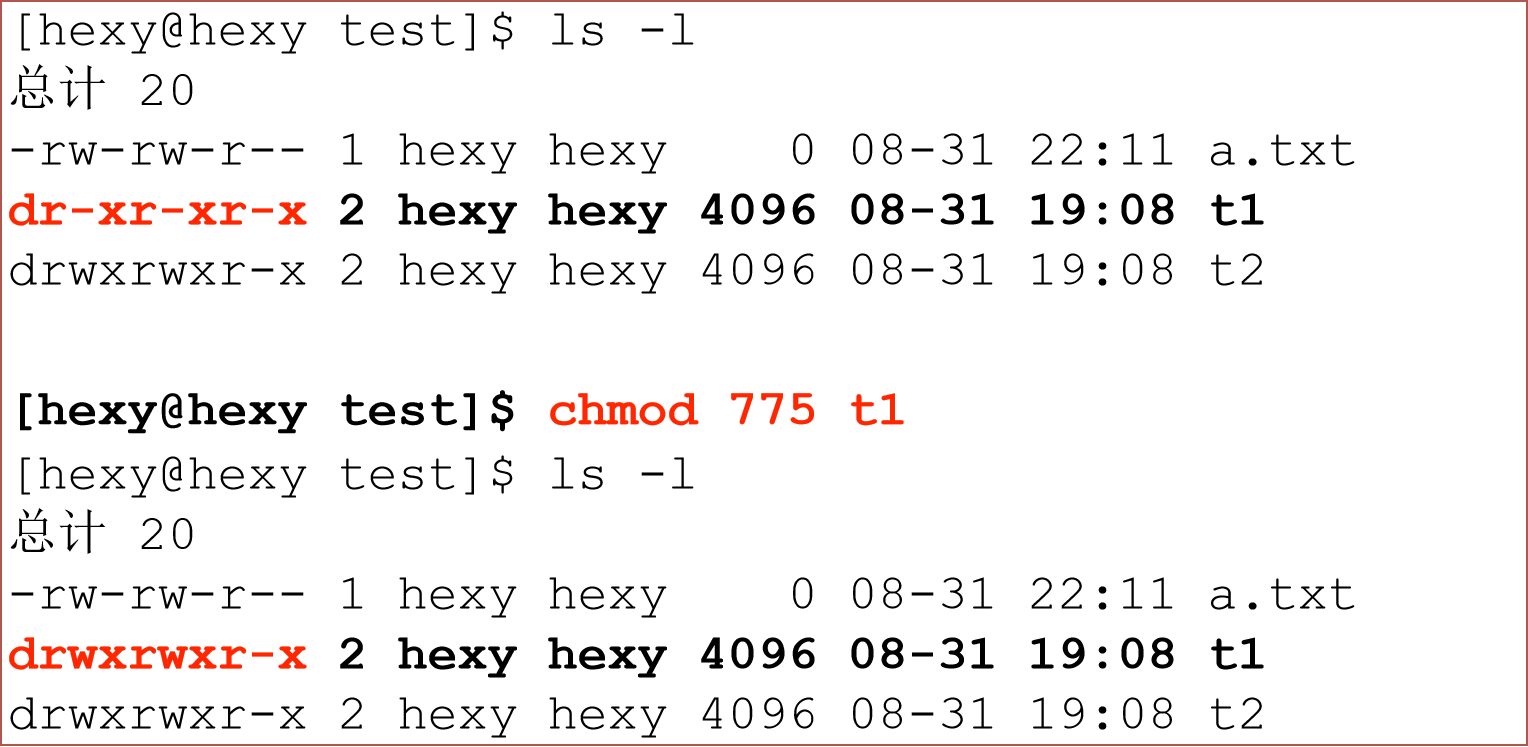 [hexy@hexy test]$ ls -l
总计 20
-rw-rw-r-- 1 hexy hexy    0 08-31 22:11 a.txt
dr-xr-xr-x 2 hexy hexy 4096 08-31 19:08 t1
drwxrwxr-x 2 hexy hexy 4096 08-31 19:08 t2
[hexy@hexy test]$ chmod 775 t1
[hexy@hexy test]$ ls -l
总计 20
-rw-rw-r-- 1 hexy hexy    0 08-31 22:11 a.txt
drwxrwxr-x 2 hexy hexy 4096 08-31 19:08 t1
drwxrwxr-x 2 hexy hexy 4096 08-31 19:08 t2